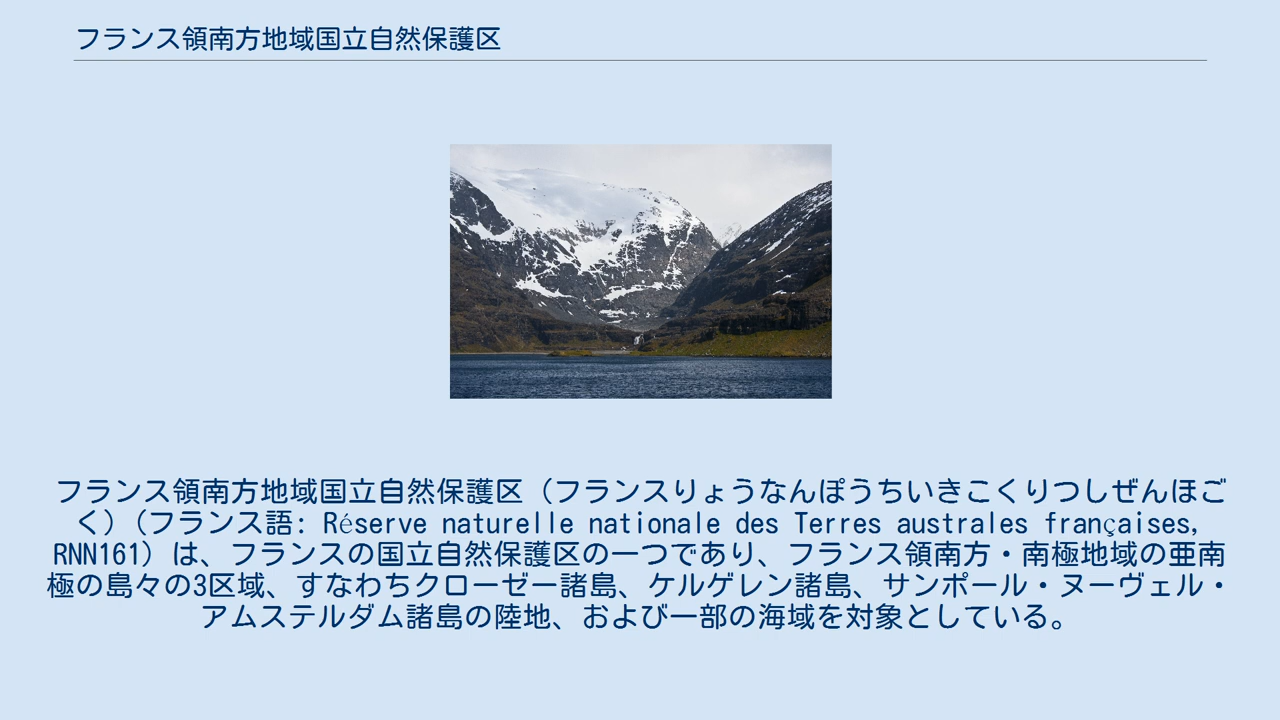 フランス領南方地域国立自然保護区
フランス領南方地域国立自然保護区（フランスりょうなんぽうちいきこくりつしぜんほご
く）（フランス語: Réserve naturelle nationale des Terres australes françaises,
RNN161）は、フランスの国立自然保護区の一つであり、フランス領南方・南極地域の亜南
極の島々の3区域、すなわちクローゼー諸島、ケルゲレン諸島、サンポール・ヌーヴェル・
アムステルダム諸島の陸地、および一部の海域を対象としている。